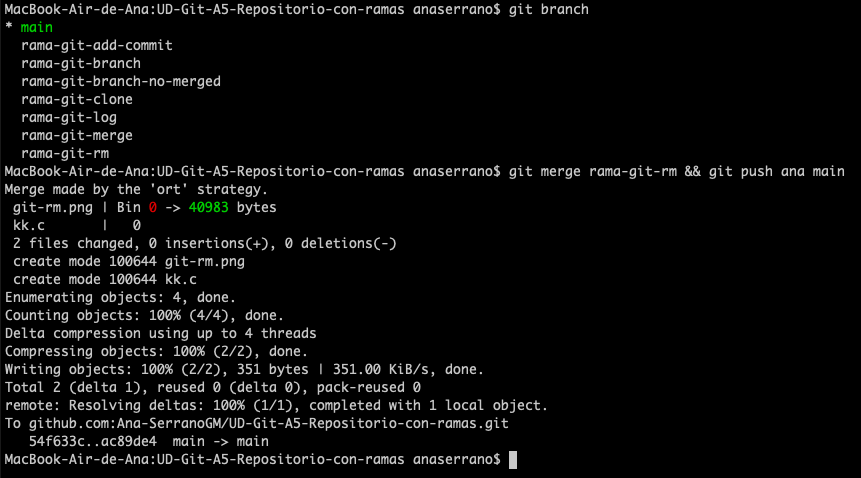 MacBook-Air-de-Ana:UD-Git-A5-Repositorio-con-ramas anaserrano$ git branch
* main
  rama-git-add-commit
  rama-git-branch
  rama-git-branch-no-merged
  rama-git-clone
  rama-git-log
  rama-git-merge
  rama-git-rm
MacBook-Air-de-Ana:UD-Git-A5-Repositorio-con-ramas anaserrano$ git merge rama-git-rm && git push ana main
Merge made by the 'ort' strategy.
 git-rm.png | Bin 0 -> 40983 bytes
 kk.c       |   0
 2 files changed, 0 insertions(+), 0 deletions(-)
 create mode 100644 git-rm.png
 create mode 100644 kk.c
Enumerating objects: 4, done.
Counting objects: 100% (4/4), done.
Delta compression using up to 4 threads
Compressing objects: 100% (2/2), done.
Writing objects: 100% (2/2), 351 bytes | 351.00 KiB/s, done.
Total 2 (delta 1), reused 0 (delta 0), pack-reused 0
remote: Resolving deltas: 100% (1/1), completed with 1 local object.
To github.com:Ana-SerranoGM/UD-Git-A5-Repositorio-con-ramas.git
   54f633c..ac89de4  main -> main
MacBook-Air-de-Ana:UD-Git-A5-Repositorio-con-ramas anaserrano$